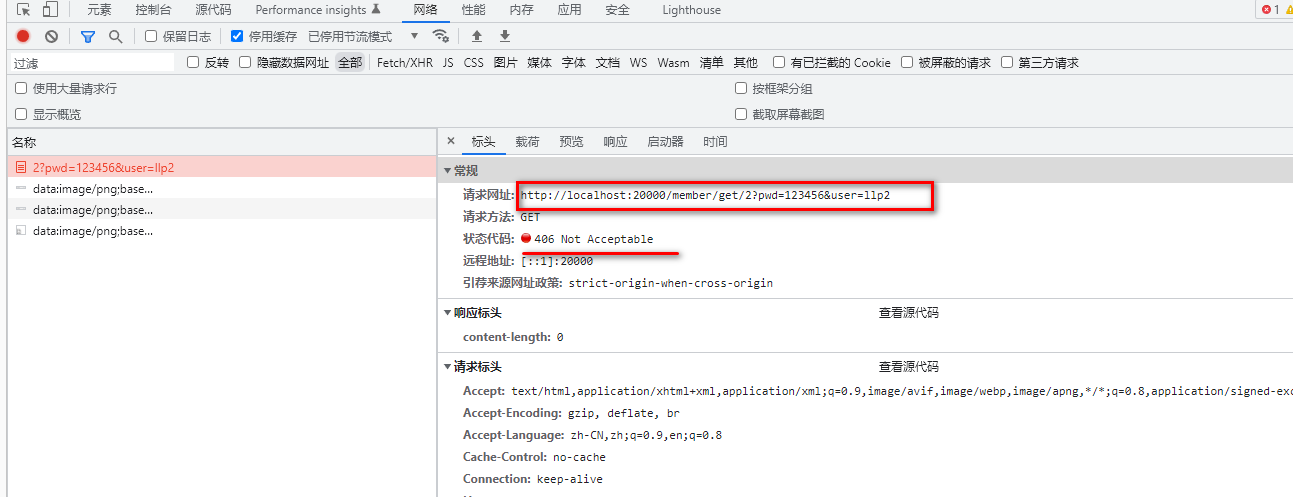 元素 控制台 源代码 Performance insights 网络 性能 内存 应用 安全 Lighthouse 1
保留日志 停用缓存 已停用节流模式
过滤 反转 隐藏数据网址 全部 Fetch/XHR JS CSS 图片 媒体 字体 文档 WS Wasm 清单 其他 有已拦截的 Cookie 被屏蔽的请求 第三方请求
使用大量请求行 按框架分组
显示概览 截取屏幕截图
名称 × 标头 载荷 预览 响应 启动器 时间
2?pwd=123456&user=llp2
data:image/png;base...
data:image/png;base...
data:image/png;base...
常规
请求网址: http://localhost:20000/member/get/2?pwd=123456&user=llp2
请求方法: GET
状态代码: 406 Not Acceptable
远程地址: [::1]:20000
引荐来源网址政策: strict-origin-when-cross-origin
响应标头 查看源代码
content-length: 0
请求标头 查看源代码
Accept: text/html,application/xhtml+xml,application/xml;q=0.9,image/avif,image/webp,image/apng,*/*;q=0.8,application/signed-exc
Accept-Encoding: gzip, deflate, br
Accept-Language: zh-CN,zh;q=0.9,en;q=0.8
Cache-Control: no-cache
Connection: keep-alive